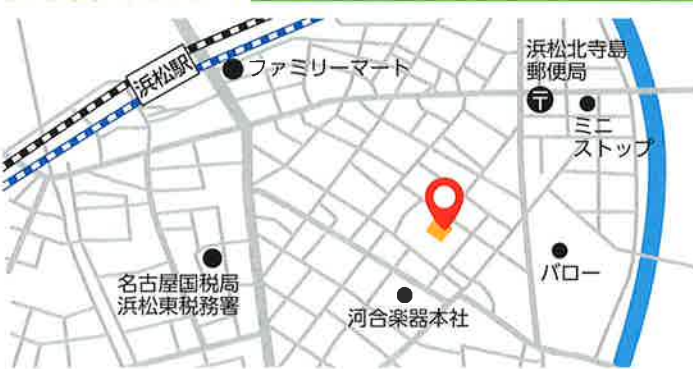 浜松駅
ファミリーマート
浜松北寺島
郵便局
〒
ミニ
ストップ
バロー
名古屋国税局
浜松東税務署
河合楽器本社